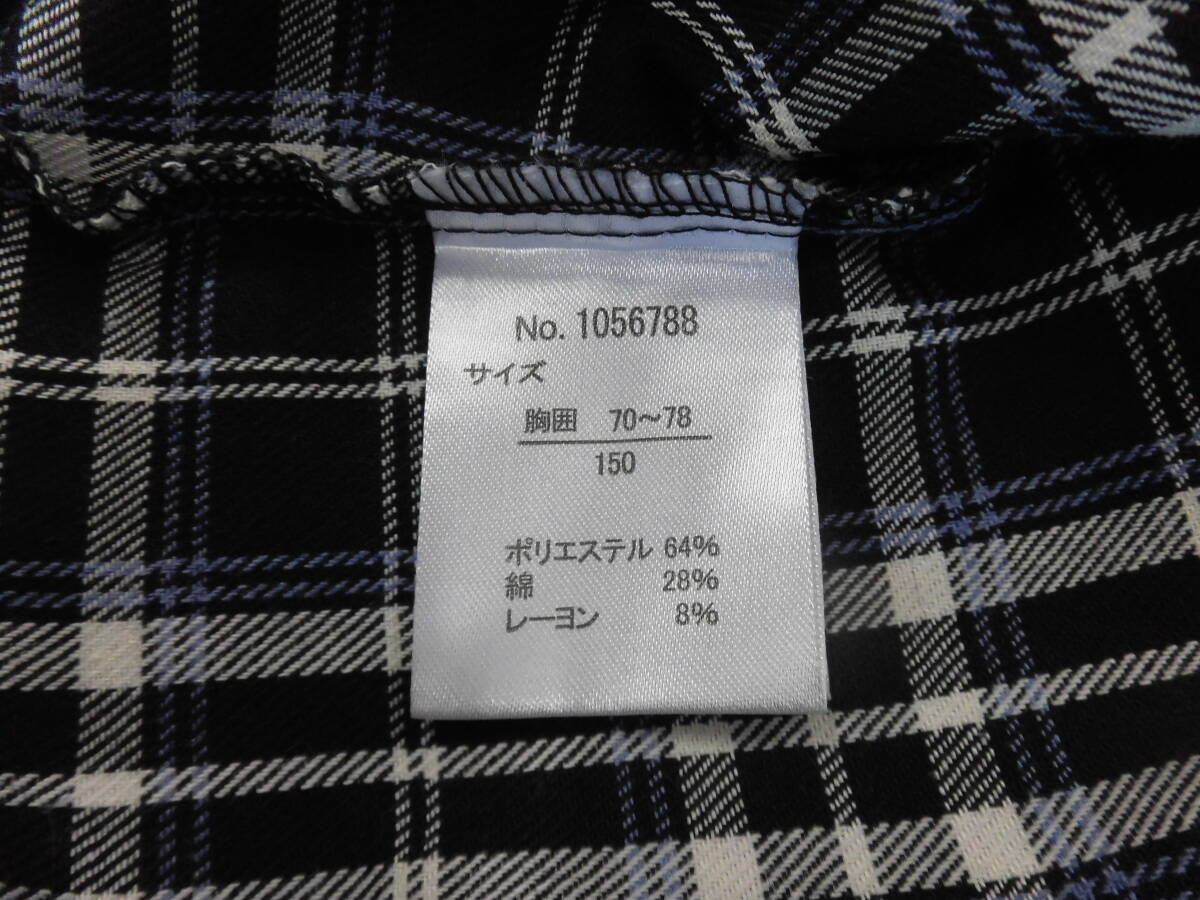 No. 1056788
サイズ
胸囲 70～78
150
ポリエステル 64%
綿 28%
レーヨン 8%